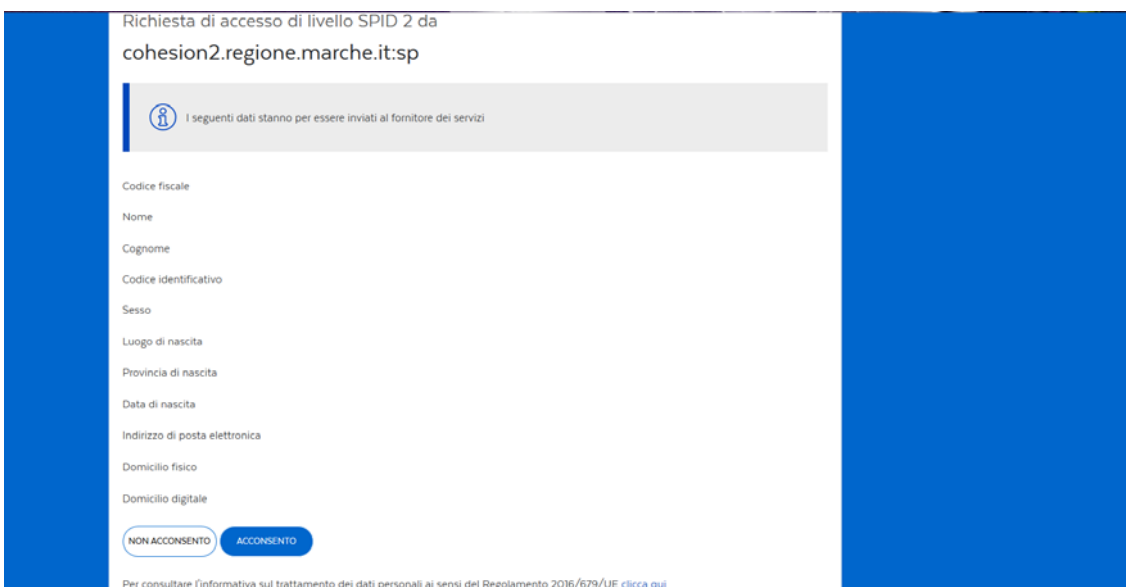 Richiesta di accesso di livello SPID 2 da
cohesion2.regione.marche.it:sp
I seguenti dati stanno per essere inviati al fornitore dei servizi
Codice fiscale
Nome
Cognome
Codice identificativo
Sesso
Luogo di nascita
Provincia di nascita
Data di nascita
Indirizzo di posta elettronica
Domicilio fisico
Domicilio digitale
NON ACCONSENTO ACCONSENTO
Per consultare l'informativa sul trattamento dei dati personali ai sensi del Regolamento 2016/679/UE clicca qui